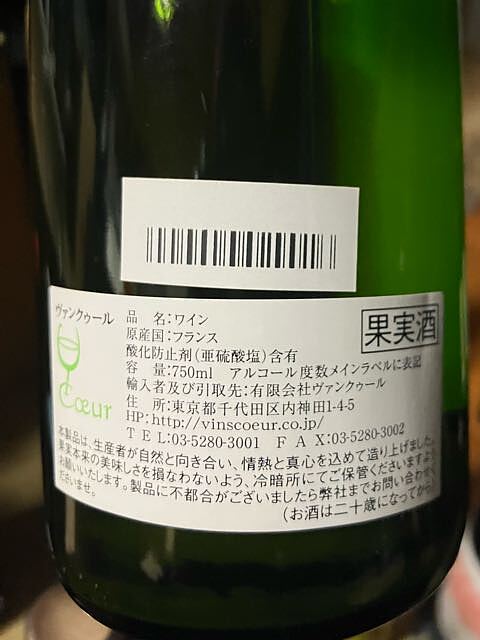 ヴァンクゥール
Cœur
品　名：ワイン
果実酒
原産国：フランス
酸化防止剤（亜硫酸塩）含有
容　量：750ml　アルコール度数メインラベルに表記
輸入者及び引取先：有限会社ヴァンクゥール
住　所：東京都千代田区内神田1-4-5
HP：http://vinscoeur.co.jp/
ＴＥＬ：03-5280-3001　ＦＡＸ：03-5280-3002
本製品は、生産者が自然と向き合い、情熱と真心を込めて造り上げました。
果実本来の美味しさを損なわないよう、冷暗所にてご保管くださいますよう
お願いいたします。製品に不都合がございましたら弊社までお問い合わせく
ださいませ。
（お酒は二十歳になってから）